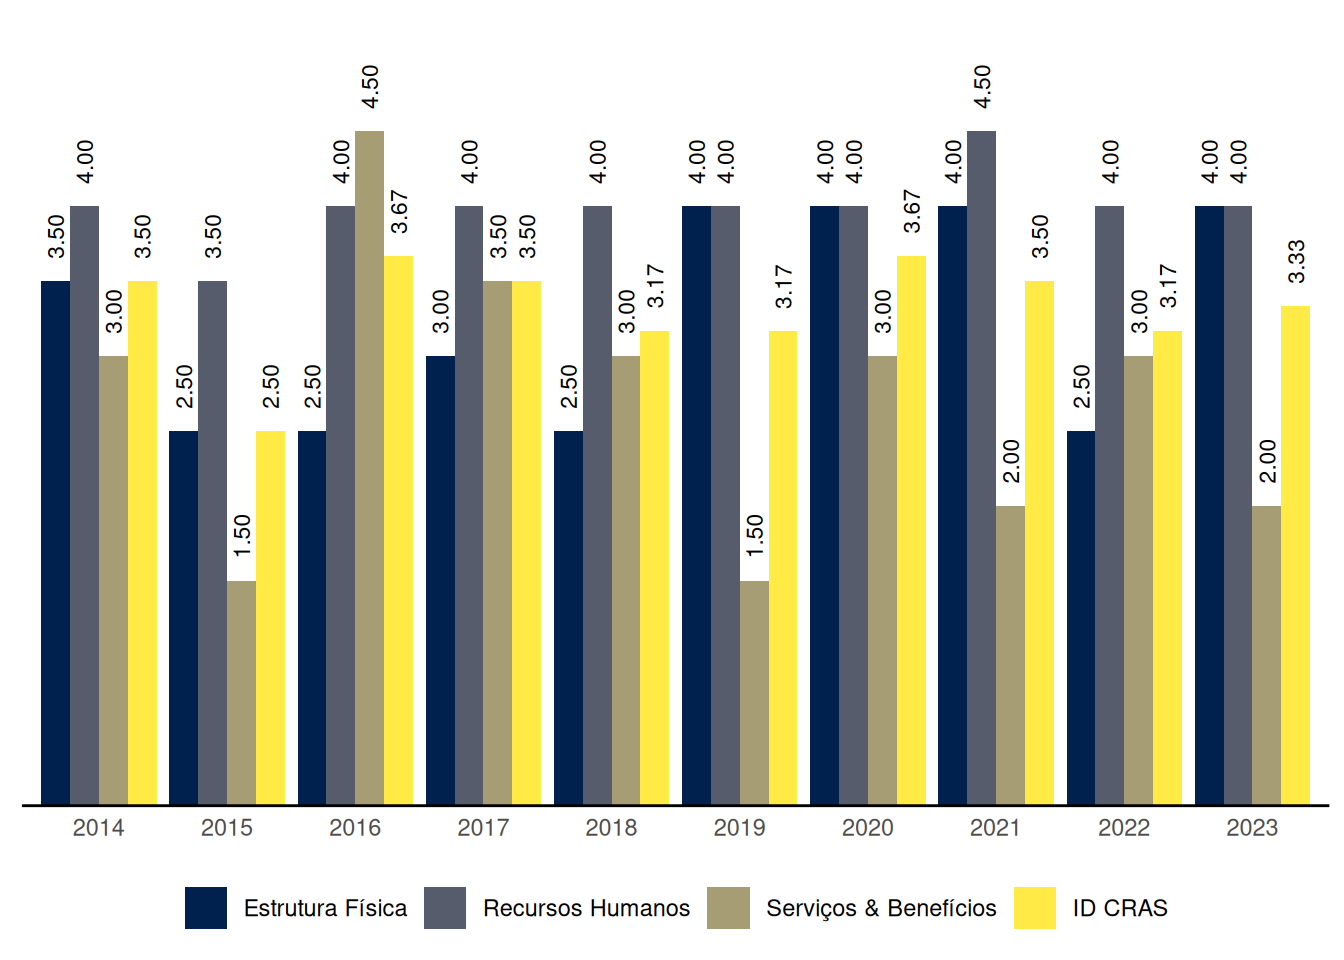 4.50 4.50
4.00 4.00 4.00 4.00 4.00 4.00 4.00 4.00 4.00 4.00 4.00 4.00
3.67 3.67
3.50 3.50 3.50 3.50 3.50 3.50
3.33
3.17 3.17 3.17
3.00 3.00 3.00 3.00 3.00
2.50 2.50 2.50 2.50 2.50
2.00 2.00
1.50 1.50
2014 2015 2016 2017 2018 2019 2020 2021 2022 2023
Estrutura Física Recursos Humanos Serviços & Benefícios ID CRAS